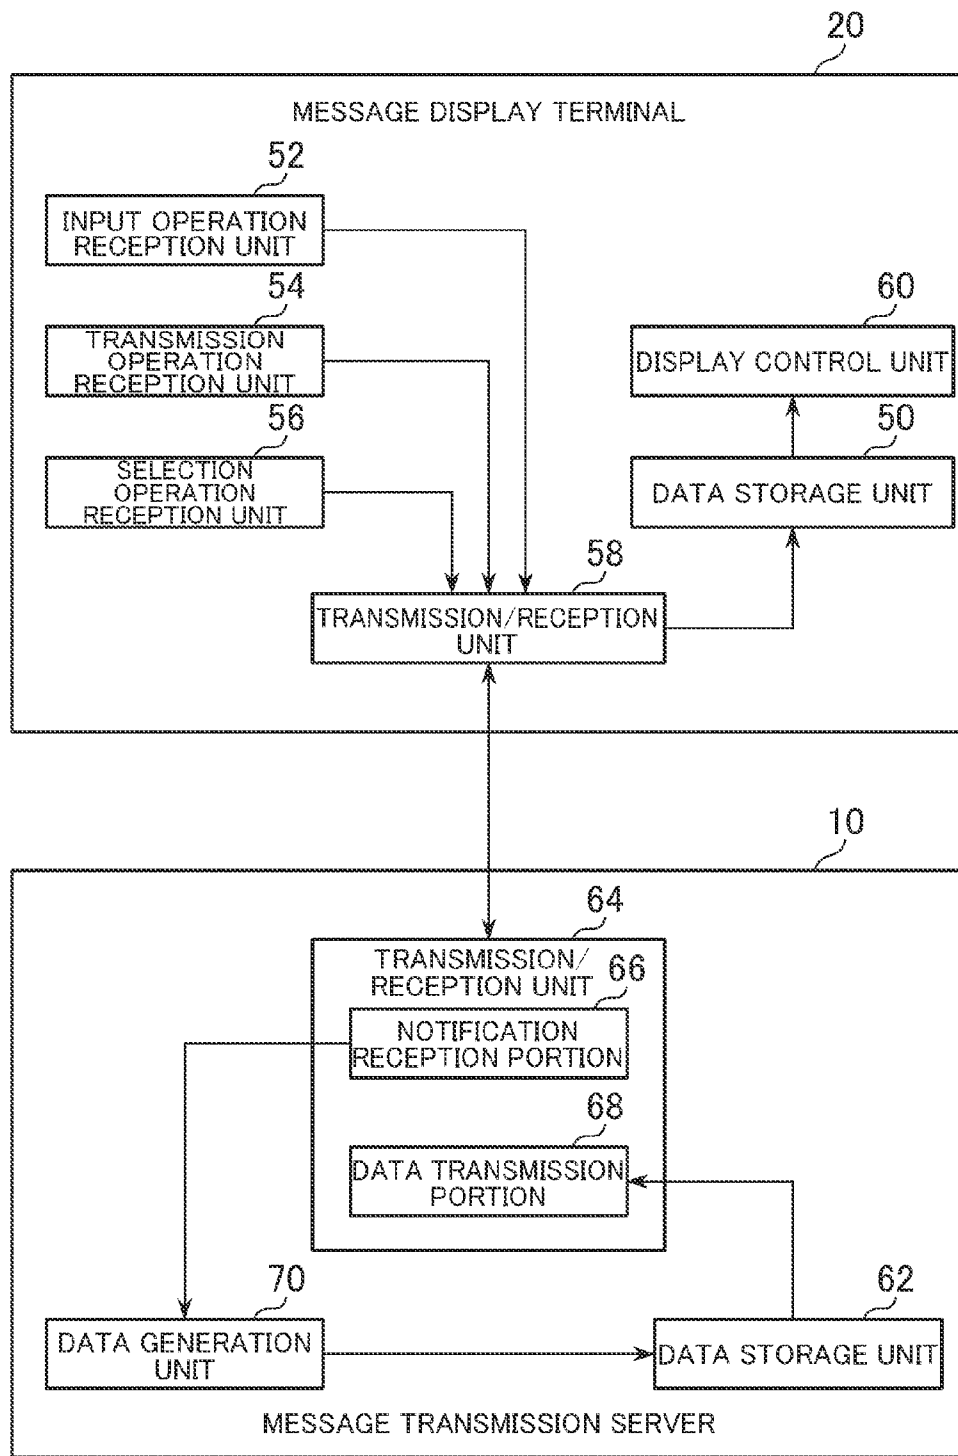 20
MESSAGE DISPLAY TERMINAL
52
INPUT OPERATION
RECEPTION UNIT
54
TRANSMISSION
OPERATION
RECEPTION UNIT
60
DISPLAY CONTROL UNIT
56
SELECTION
OPERATION
RECEPTION UNIT
50
DATA STORAGE UNIT
58
TRANSMISSION/RECEPTION
UNIT
10
64
TRANSMISSION/
RECEPTION UNIT
66
NOTIFICATION
RECEPTION PORTION
68
DATA TRANSMISSION
PORTION
70
DATA GENERATION
UNIT
62
DATA STORAGE UNIT
MESSAGE TRANSMISSION SERVER